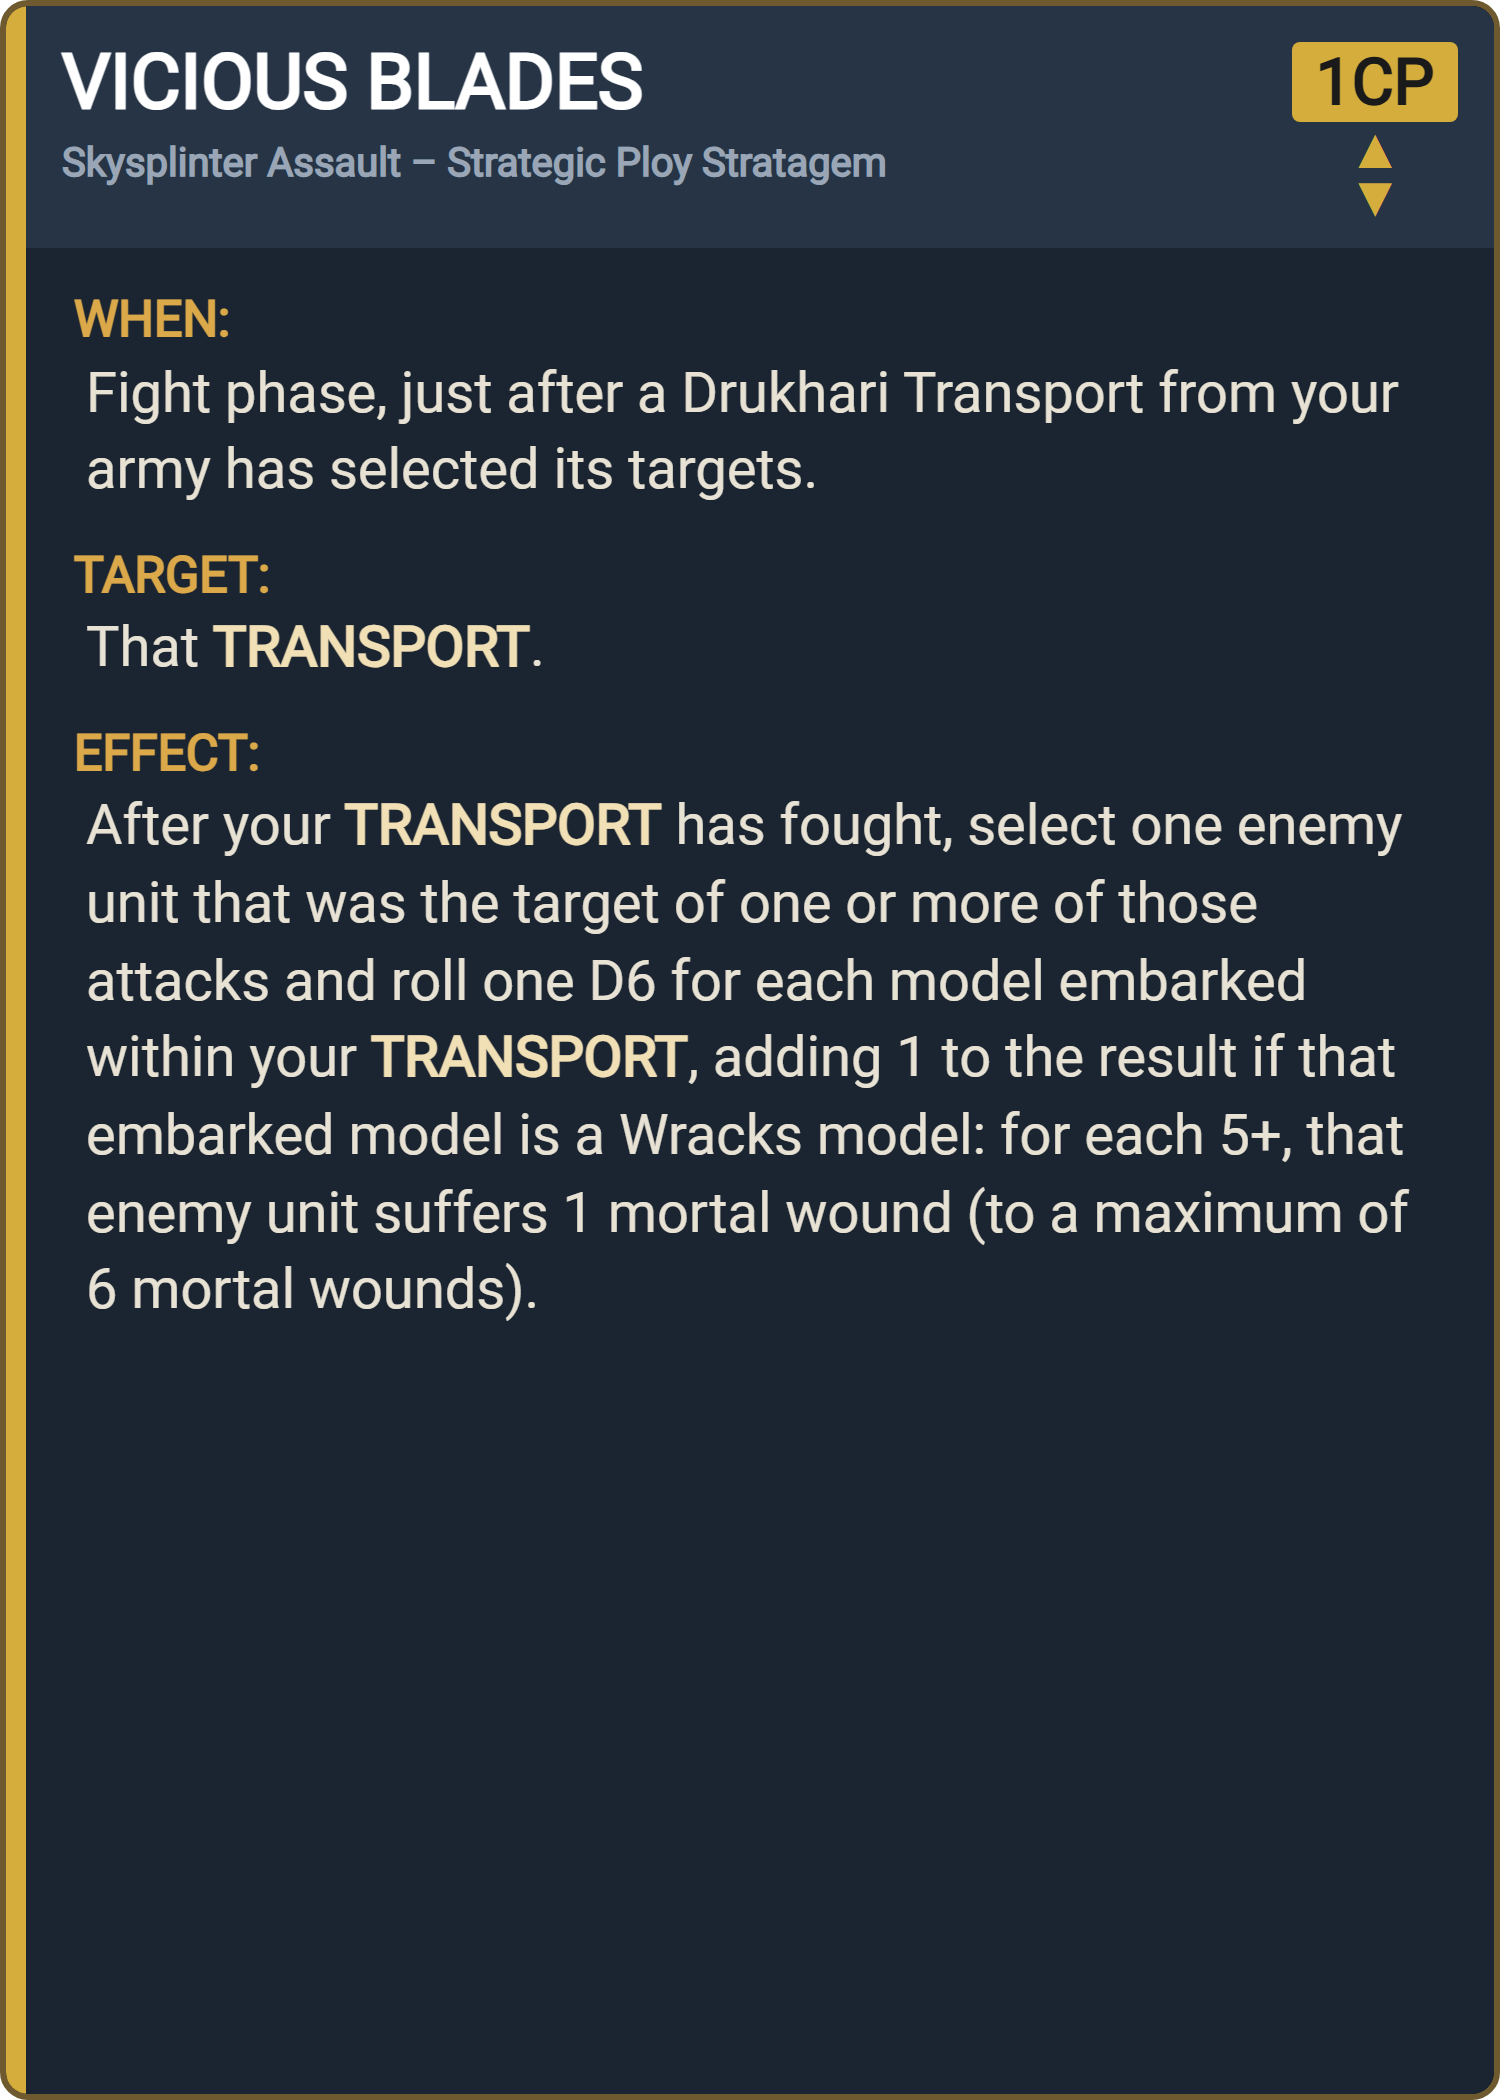 VICIOUS BLADES
Skysplinter Assault – Strategic Ploy Stratagem
1CP
▲
▼
WHEN:
Fight phase, just after a Drukhari Transport from your
army has selected its targets.
TARGET:
That TRANSPORT.
EFFECT:
After your TRANSPORT has fought, select one enemy
unit that was the target of one or more of those
attacks and roll one D6 for each model embarked
within your TRANSPORT, adding 1 to the result if that
embarked model is a Wracks model: for each 5+, that
enemy unit suffers 1 mortal wound (to a maximum of
6 mortal wounds).